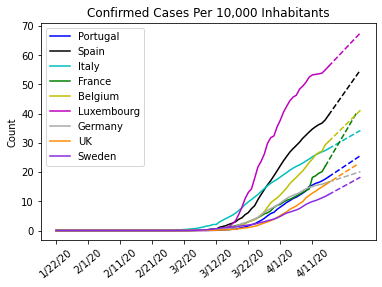 Confirmed Cases Per 10,000 Inhabitants
Count
70
60
50
40
30
20
10
0
Portugal
Spain
Italy
France
Belgium
Luxembourg
Germany
UK
Sweden
1/22/20
2/1/20
2/11/20
2/21/20
3/2/20
3/12/20
3/22/20
4/1/20
4/11/20